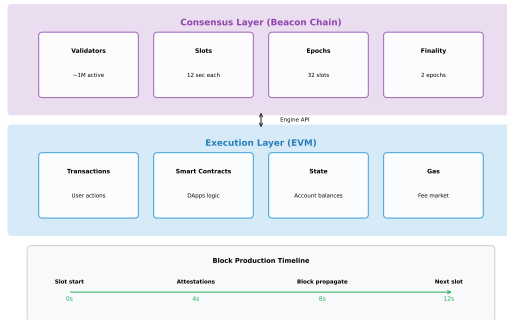 Consensus Layer (Beacon Chain)
Validators Slots Epochs Finality
~1M active 12 sec each 32 slots 2 epochs
Engine API
Execution Layer (EVM)
Transactions Smart Contracts State Gas
User actions DApps logic Account balances Fee market
Block Production Timeline
Slot start Attestations Block propagate Next slot
0s 4s 8s 12s